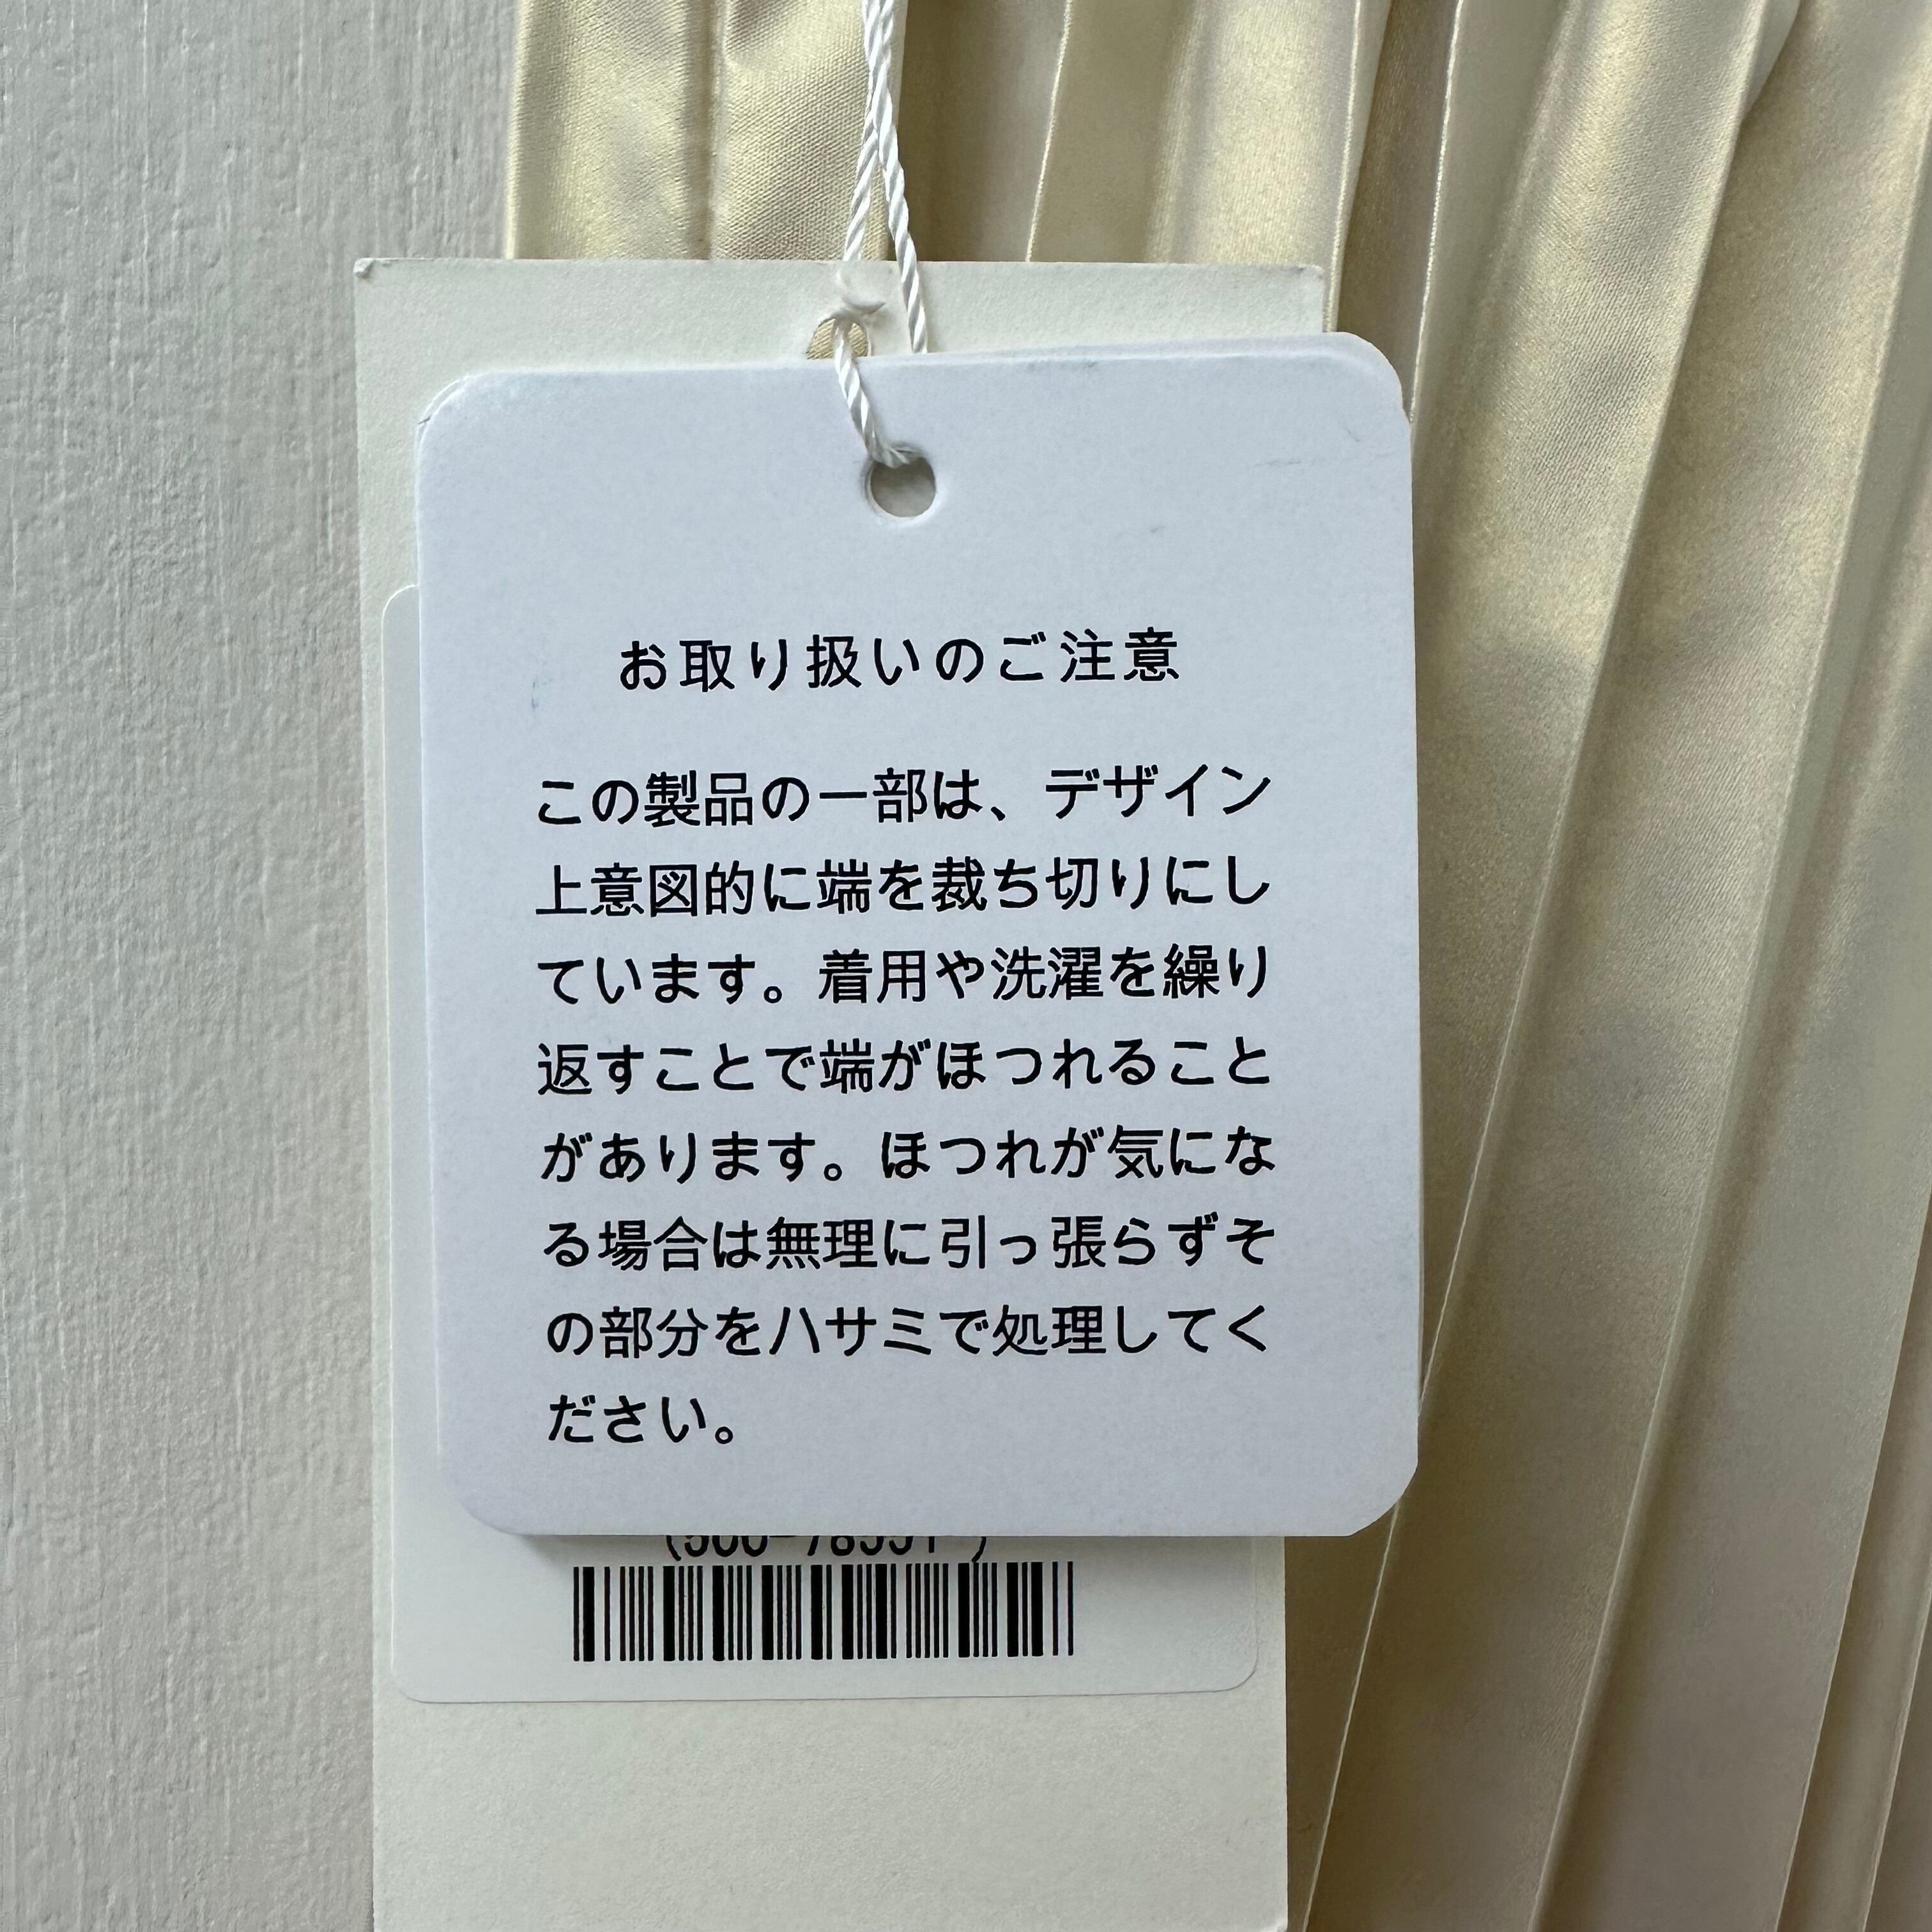 お取り扱いのご注意
この製品の一部は、デザイン
上意図的に端を裁ち切りにし
ています。着用や洗濯を繰り
返すことで端がほつれること
があります。ほつれが気にな
る場合は無理に引っ張らずそ
の部分をハサミで処理してく
ださい。